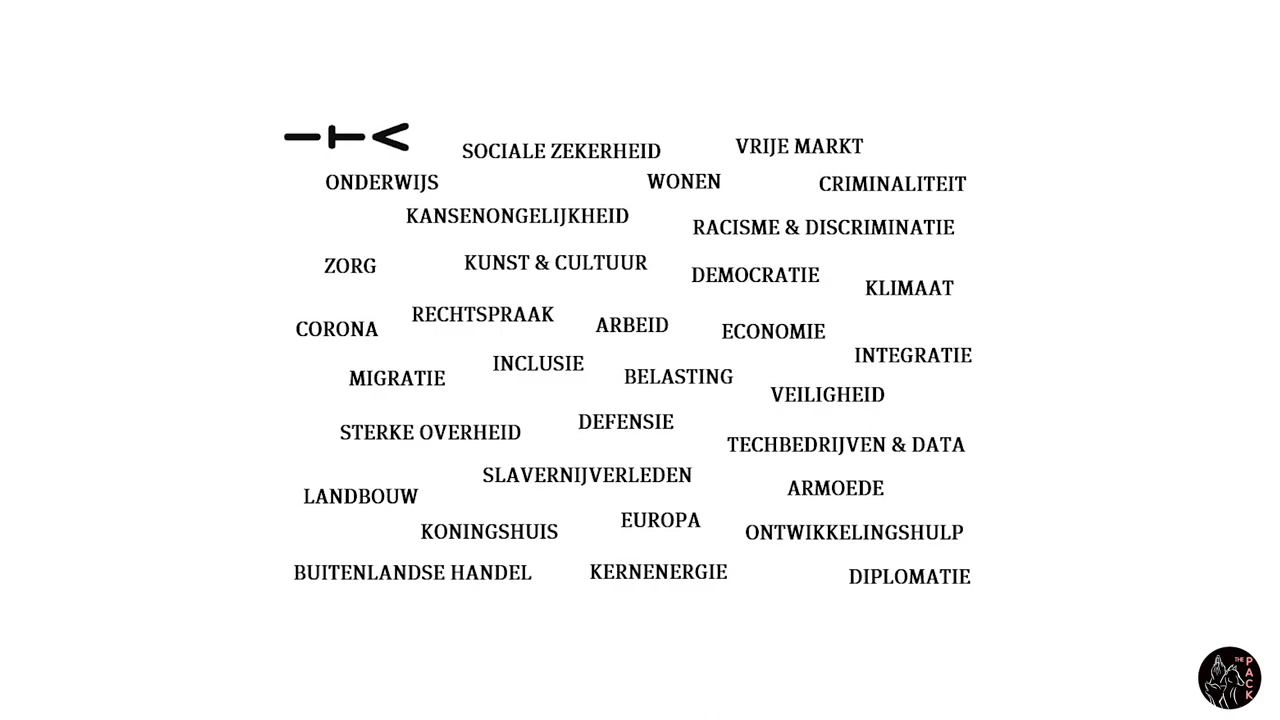 SOCIALE ZEKERHEID
VRIJE MARKT
ONDERWIJS
WONEN
CRIMINALITEIT
KANSENONGELIJKHEID
RACISME & DISCRIMINATIE
ZORG
KUNST & CULTUUR
DEMOCRATIE
KLIMAAT
CORONA
RECHTSPRAAK
ARBEID
ECONOMIE
INTEGRATIE
MIGRATIE
INCLUSIE
BELASTING
VEILIGHEID
STERKE OVERHEID
DEFENSIE
TECHBEDRIJVEN & DATA
SLAVERNIJVERLEDEN
ARMOEDE
LANDBOUW
KONINGSHUIS
EUROPA
ONTWIKKELINGSHULP
BUITENLANDSE HANDEL
KERNENERGIE
DIPLOMATIE
THE PACK